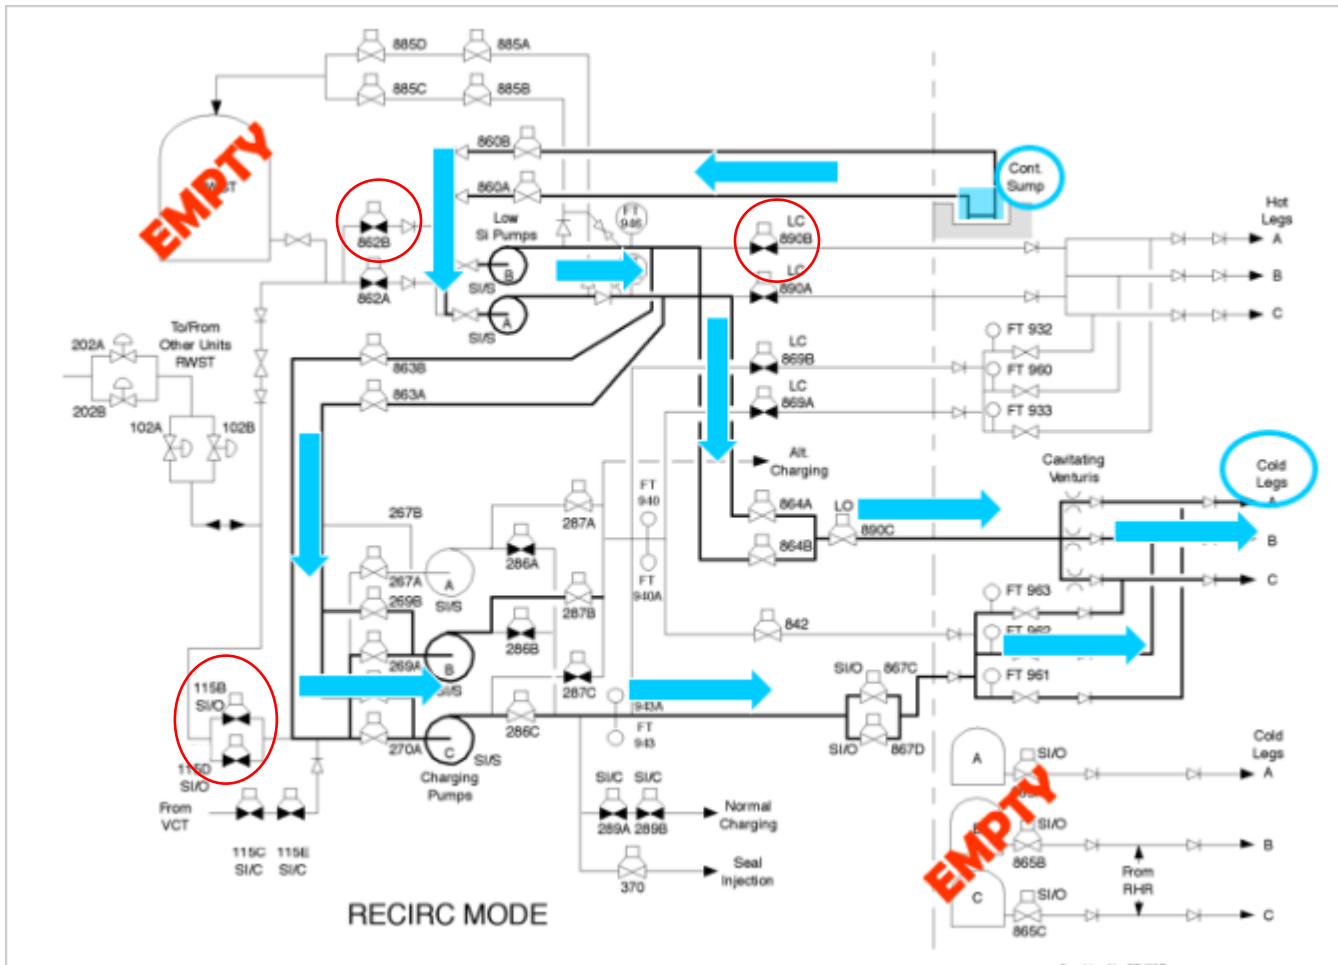 885D
885A
885C
885B
EMPTY
860B
860A
Cont.
Sump
Hot
Legs
862B
Low
Si Pumps
FT
946
LC
890B
A
B
SI/S
862A
LC
890A
B
A
SI/S
C
To/From
Other Units
RWST
202A
863B
LC
869B
FT 932
FT 960
202B
863A
LC
869A
FT 933
102A
102B
Alt.
Charging
Cavitating
Venturis
Cold
Legs
A
FT
940
267B
287A
864A
LO
890C
286A
864B
B
267A
A
SI/S
FT
940A
C
269B
287B
FT 963
842
286B
269A
B
SI/S
FT 962
SI/O
867C
287C
FT 961
115B
SI/O
943A
FT
943
286C
270A
C
SI/S
SI/O
867D
115D
SI/O
Charging
Pumps
Cold
Legs
A
SI/O
A
From
VCT
SI/C
SI/C
289A
289B
Normal
Charging
EMPTY
SI/O
865B
B
115C
SI/C
115E
SI/C
370
Seal
Injection
From
RHR
C
SI/O
865C
C
RECIRC MODE